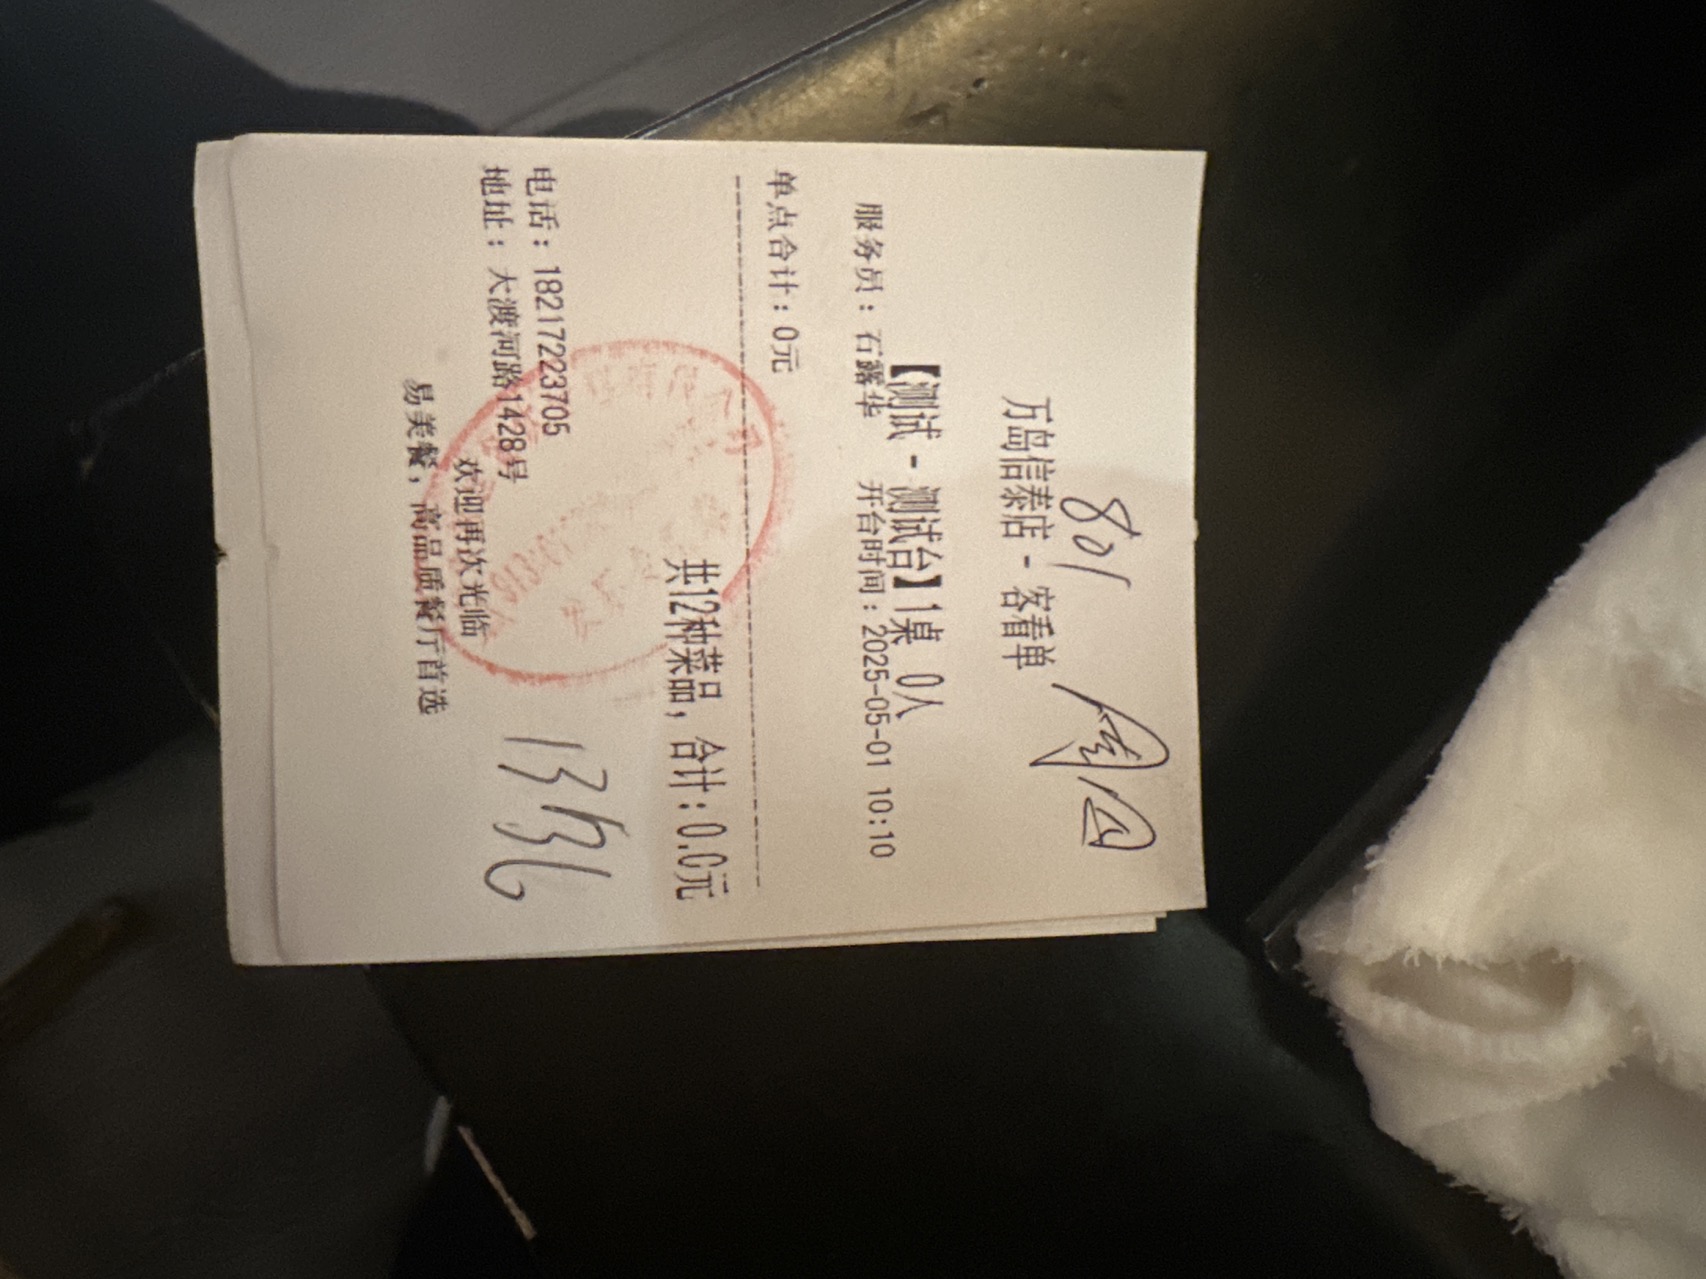 801 周四
万岛信泰店 - 客看单
【测试 - 测试台】1桌 0人
服务员：石露华 开台时间：2025-05-01 10:10
单点合计：0元
共12种菜品，合计：0.0元
1336
电话：18217223705
地址：大渡河路1428号
欢迎再次光临
易美餐，高品质餐厅首选